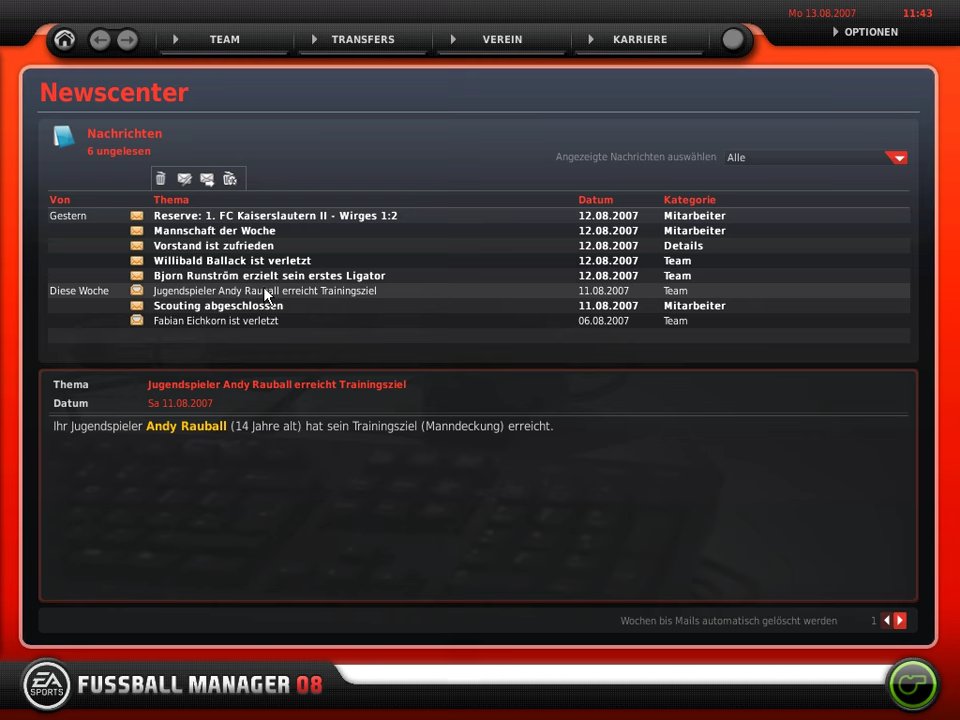 Mo 13.08.2007 11:43
TEAM TRANSFERS VEREIN KARRIERE OPTIONEN
Newscenter
Nachrichten
6 ungelesen
Angezeigte Nachrichten auswählen Alle
Von Thema Datum Kategorie
Gestern Reserve: 1. FC Kaiserslautern II - Wirges 1:2 12.08.2007 Mitarbeiter
Mannschaft der Woche 12.08.2007 Mitarbeiter
Vorstand ist zufrieden 12.08.2007 Details
Willibald Ballack ist verletzt 12.08.2007 Team
Bjorn Runström erzielt sein erstes Ligator 12.08.2007 Team
Diese Woche Jugendspieler Andy Rauball erreicht Trainingsziel 11.08.2007 Team
Scouting abgeschlossen 11.08.2007 Mitarbeiter
Fabian Eichkorn ist verletzt 06.08.2007 Team
Thema Jugendspieler Andy Rauball erreicht Trainingsziel
Datum Sa 11.08.2007
Ihr Jugendspieler Andy Rauball (14 Jahre alt) hat sein Trainingsziel (Manndeckung) erreicht.
Wochen bis Mails automatisch gelöscht werden 1
EA SPORTS FUSSBALL MANAGER 08